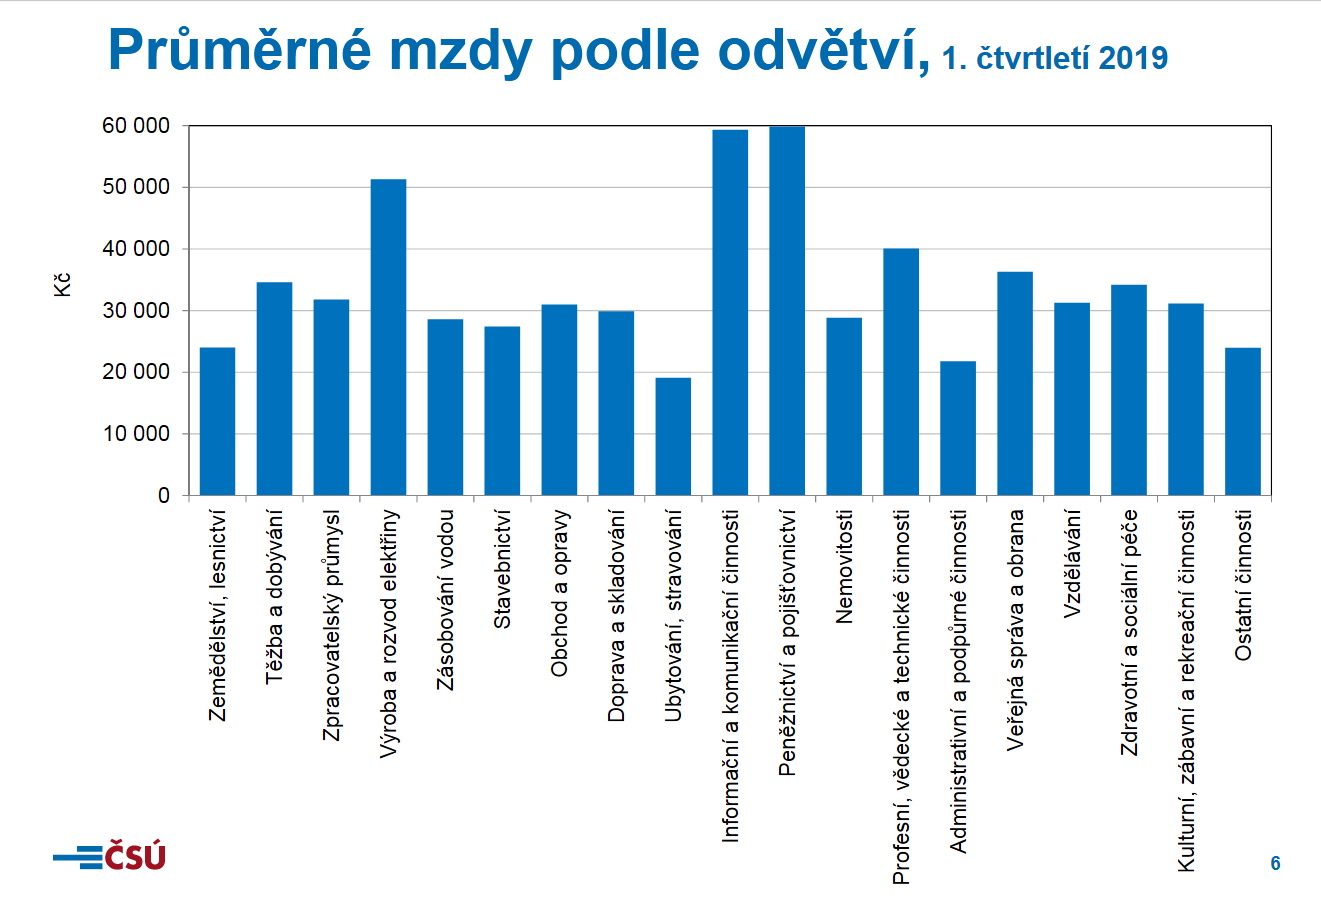 Průměrné mzdy podle odvětví, 1. čtvrtletí 2019
60 000
50 000
40 000
30 000
20 000
10 000
0
Kč
Zemědělství, lesnictví
Těžba a dobývání
Zpracovatelský průmysl
Výroba a rozvod elektřiny
Zásobování vodou
Stavebnictví
Obchod a opravy
Doprava a skladování
Ubytování, stravování
Informační a komunikační činnosti
Peněžnictví a pojišťovnictví
Nemovitosti
Profesní, vědecké a technické činnosti
Administrativní a podpůrné činnosti
Veřejná správa a obrana
Vzdělávání
Zdravotní a sociální péče
Kulturní, zábavní a rekreační činnosti
Ostatní činnosti
ČSÚ
6